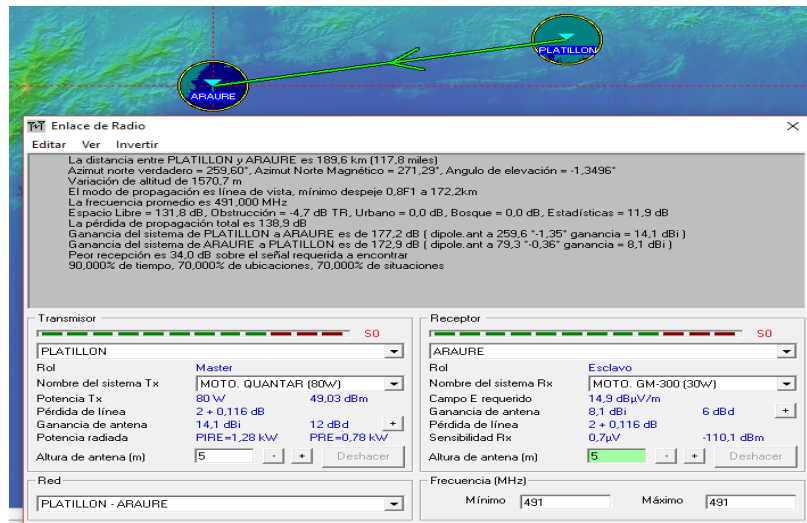 PLATILLON
ARAURE
Enlace de Radio
Editar Ver Invertir
La distancia entre PLATILLON y ARAURE es 189,6 km (117,8 miles)
Azimut norte verdadero = 259,60°, Azimut Norte Magnético = 271,29°, Angulo de elevación = -1,3496°
Variación de altitud de 1570,7 m
El modo de propagación es línea de vista, mínimo despeje 0,8F1 a 172,2km
La frecuencia promedio es 491,000 MHz
Espacio Libre = 131,8 dB, Obstrucción = -4,7 dB TR, Urbano = 0,0 dB, Bosque = 0,0 dB, Estadísticas = 11,9 dB
La pérdida de propagación total es 138,9 dB
Ganancia del sistema de PLATILLON a ARAURE es de 177,2 dB ( dipole.ant a 259,6 °-1,35° ganancia = 14,1 dBi )
Ganancia del sistema de ARAURE a PLATILLON es de 172,9 dB ( dipole.ant a 79,3 °-0,36° ganancia = 8,1 dBi )
Peor recepción es 34,0 dB sobre el señal requerida a encontrar
90,000% de tiempo, 70,000% de ubicaciones, 70,000% de situaciones
Transmisor
S0
PLATILLON
Rol Master
Nombre del sistema Tx MOTO. QUANTAR (80W)
Potencia Tx 80 W 49,03 dBm
Pérdida de línea 2 + 0,116 dB
Ganancia de antena 14,1 dBi 12 dBd +
Potencia radiada PIRE=1,28 kW PRE=0,78 kW
Altura de antena (m) 5 - + Deshacer
Red
PLATILLON - ARAURE
Receptor
S0
ARAURE
Rol Esclavo
Nombre del sistema Rx MOTO. GM-300 (30W)
Campo E requerido 14,9 dBµV/m
Ganancia de antena 8,1 dBi 6 dBd +
Pérdida de línea 2 + 0,116 dB
Sensibilidad Rx 0,7µV -110,1 dBm
Altura de antena (m) 5 - + Deshacer
Frecuencia (MHz)
Mínimo 491 Máximo 491